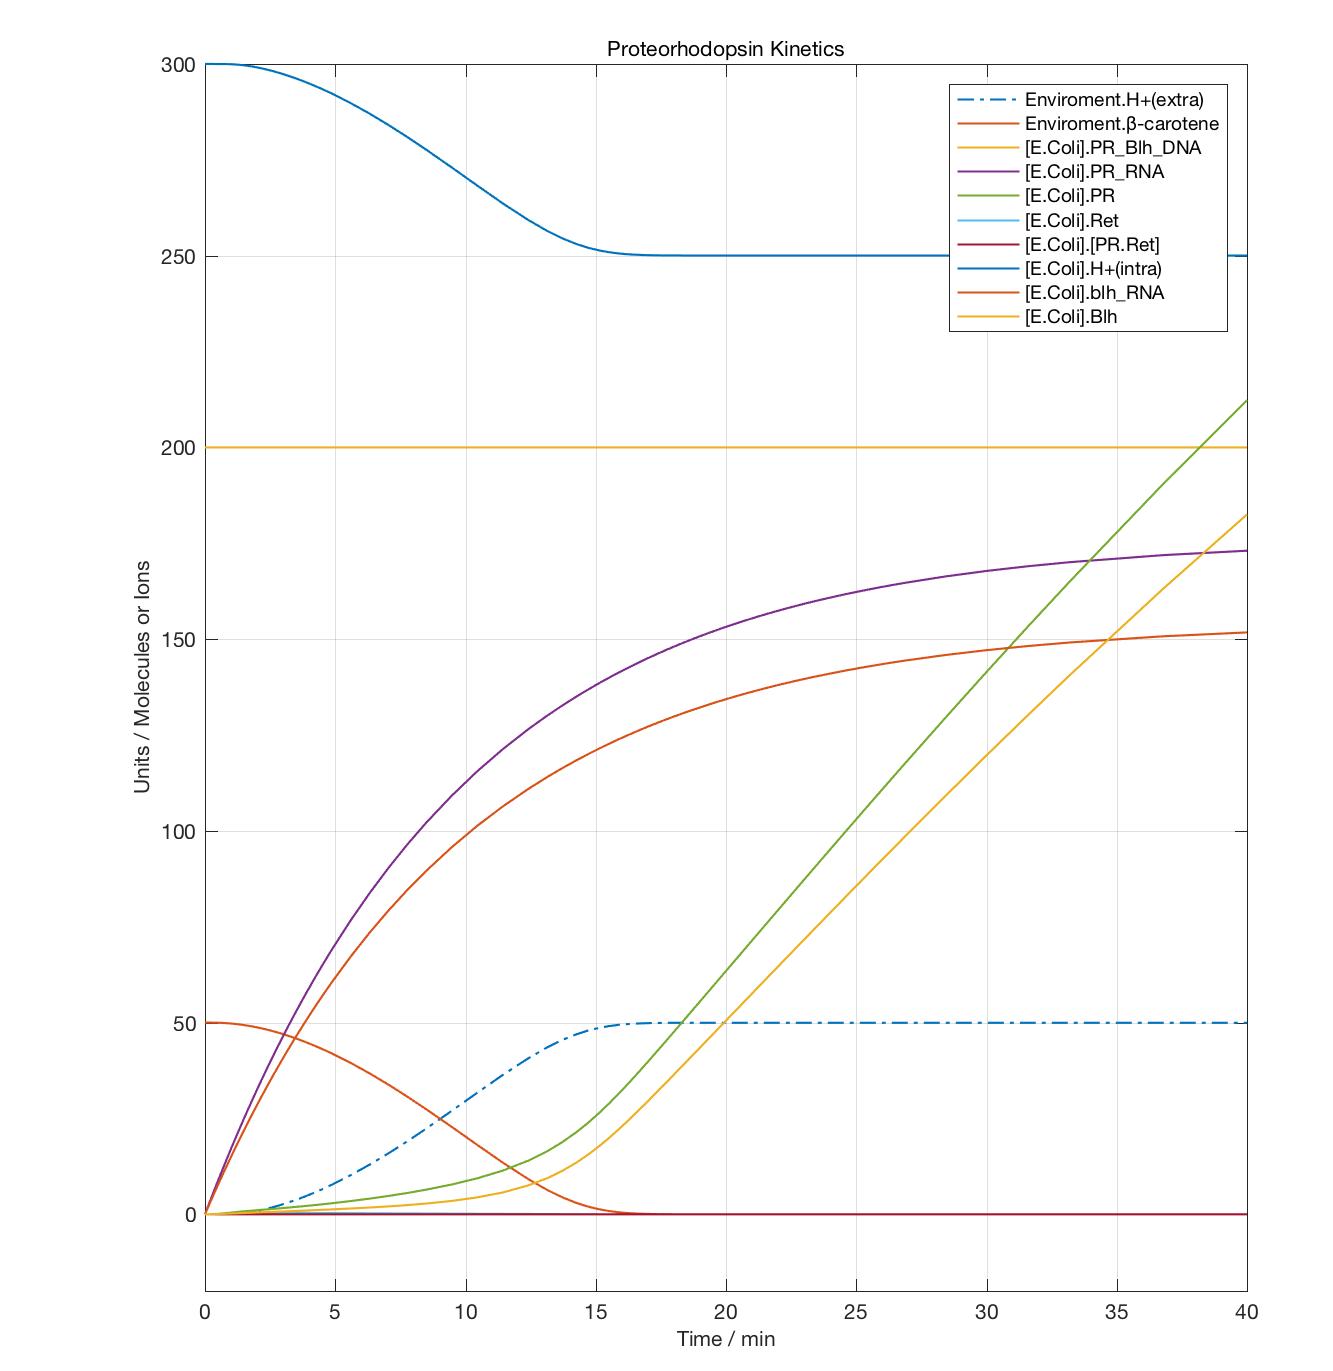 Proteorhodopsin Kinetics
300
250
200
150
100
50
0
Units / Molecules or Ions
Enviroment.H+(extra)
Enviroment.β-carotene
[E.Coli].PR_Blh_DNA
[E.Coli].PR_RNA
[E.Coli].PR
[E.Coli].Ret
[E.Coli].[PR.Ret]
[E.Coli].H+(intra)
[E.Coli].blh_RNA
[E.Coli].Blh
0 5 10 15 20 25 30 35 40
Time / min